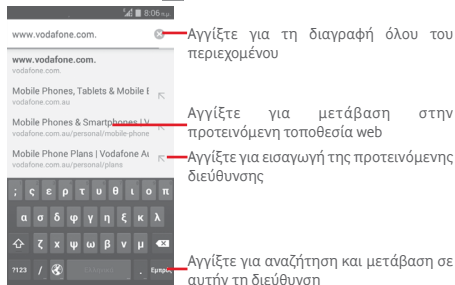 8:06 π.μ.
www.vodafone.com.
Αγγίξτε για τη διαγραφή όλου του
περιεχομένου
www.vodafone.com.
vodafone.com.
Mobile Phones, Tablets & Mobile E
vodafone.com.au
Αγγίξτε για μετάβαση στην
προτεινόμενη τοποθεσία web
Mobile Phones & Smartphones | V
vodafone.com.au/personal/mobile-phone
Mobile Phone Plans | Vodafone Au
vodafone.com.au/personal/plans
Αγγίξτε για εισαγωγή της προτεινόμενης
διεύθυνσης
; ς ε ρ τ υ θ ι ο π
α σ δ φ γ η ξ κ λ
ζ χ ψ ω β ν μ
?123 / . Εμπρός
Αγγίξτε για αναζήτηση και μετάβαση σε
αυτήν τη διεύθυνση